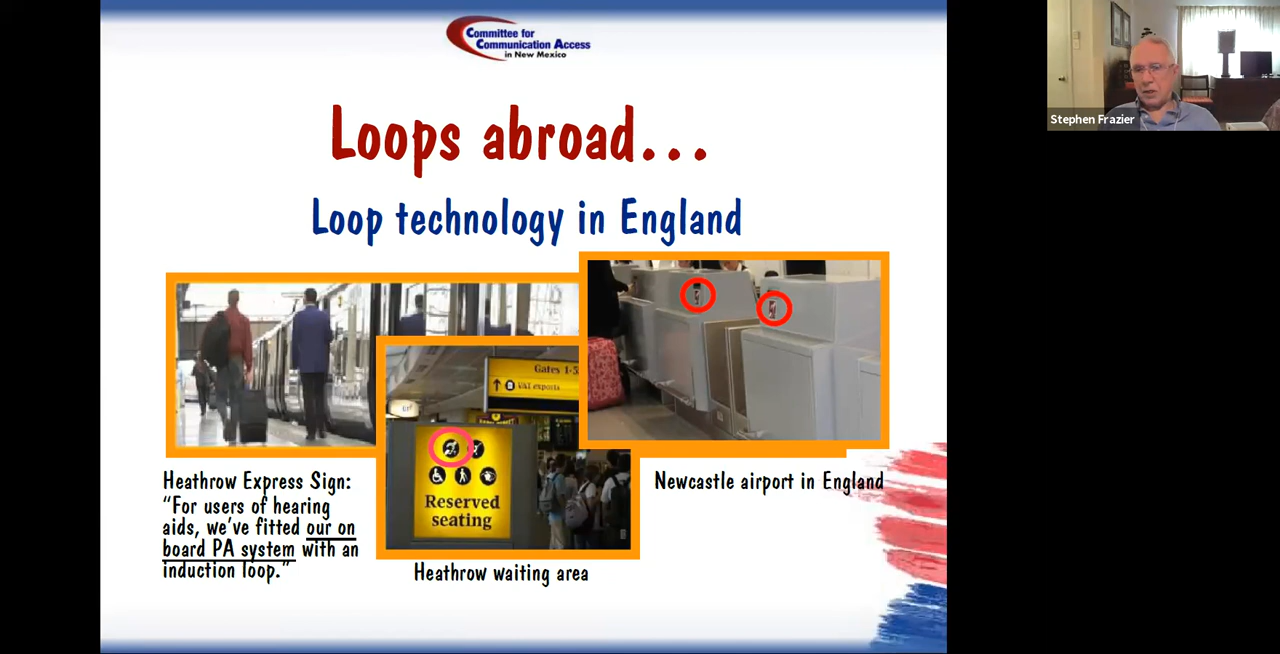 Committee for
Communication Access
in New Mexico
Stephen Frazier
Loops abroad...
Loop technology in England
Gates 1-5
VAT exports
Reserved
seating
Heathrow Express Sign:
“For users of hearing
aids, we’ve fitted our on
board PA system with an
induction loop.”
Heathrow waiting area
Newcastle airport in England